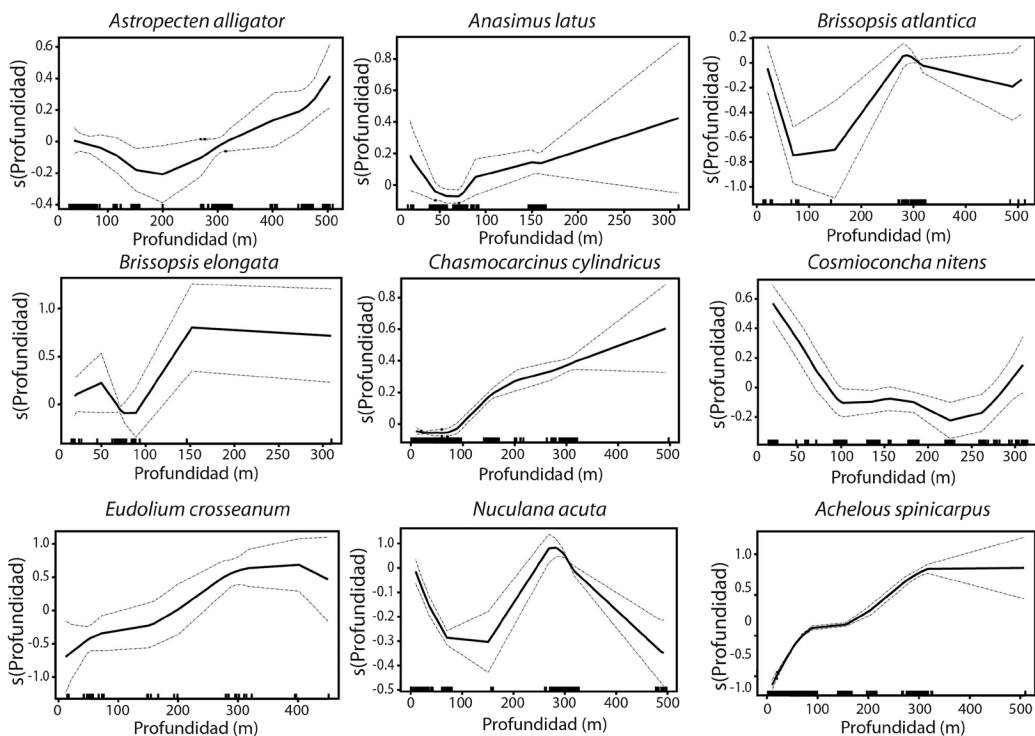 Astropecten alligator
s(Profundidad)
0.6
0.4
0.2
0
-0.2
-0.4
0 100 200 300 400 500
Profundidad (m)
Anasimus latus
s(Profundidad)
0.8
0.6
0.4
0.2
0
0 50 100 150 200 250 300
Profundidad (m)
Brissopsis atlantica
s(Profundidad)
0.2
0
-0.2
-0.4
-0.6
-0.8
-1.0
0 100 200 300 400 500
Profundidad (m)
Brissopsis elongata
s(Profundidad)
1.0
0.5
0
0 50 100 150 200 250 300
Profundidad (m)
Chasmocarcinus cylindricus
s(Profundidad)
0.8
0.6
0.4
0.2
0
0 100 200 300 400 500
Profundidad (m)
Cosmioconcha nitens
s(Profundidad)
0.6
0.4
0.2
0
-0.2
0 50 100 150 200 250 300
Profundidad (m)
Eudolium crosseanum
s(Profundidad)
1.0
0.5
0
-0.5
-1.0
0 100 200 300 400
Profundidad (m)
Nuculana acuta
s(Profundidad)
-0.1
-0.2
-0.3
-0.4
-0.5
0 100 200 300 400 500
Profundidad (m)
Achelous spinicarpus
s(Profundidad)
1.0
0.5
0
-0.5
-1.0
0 100 200 300 400 500
Profundidad (m)